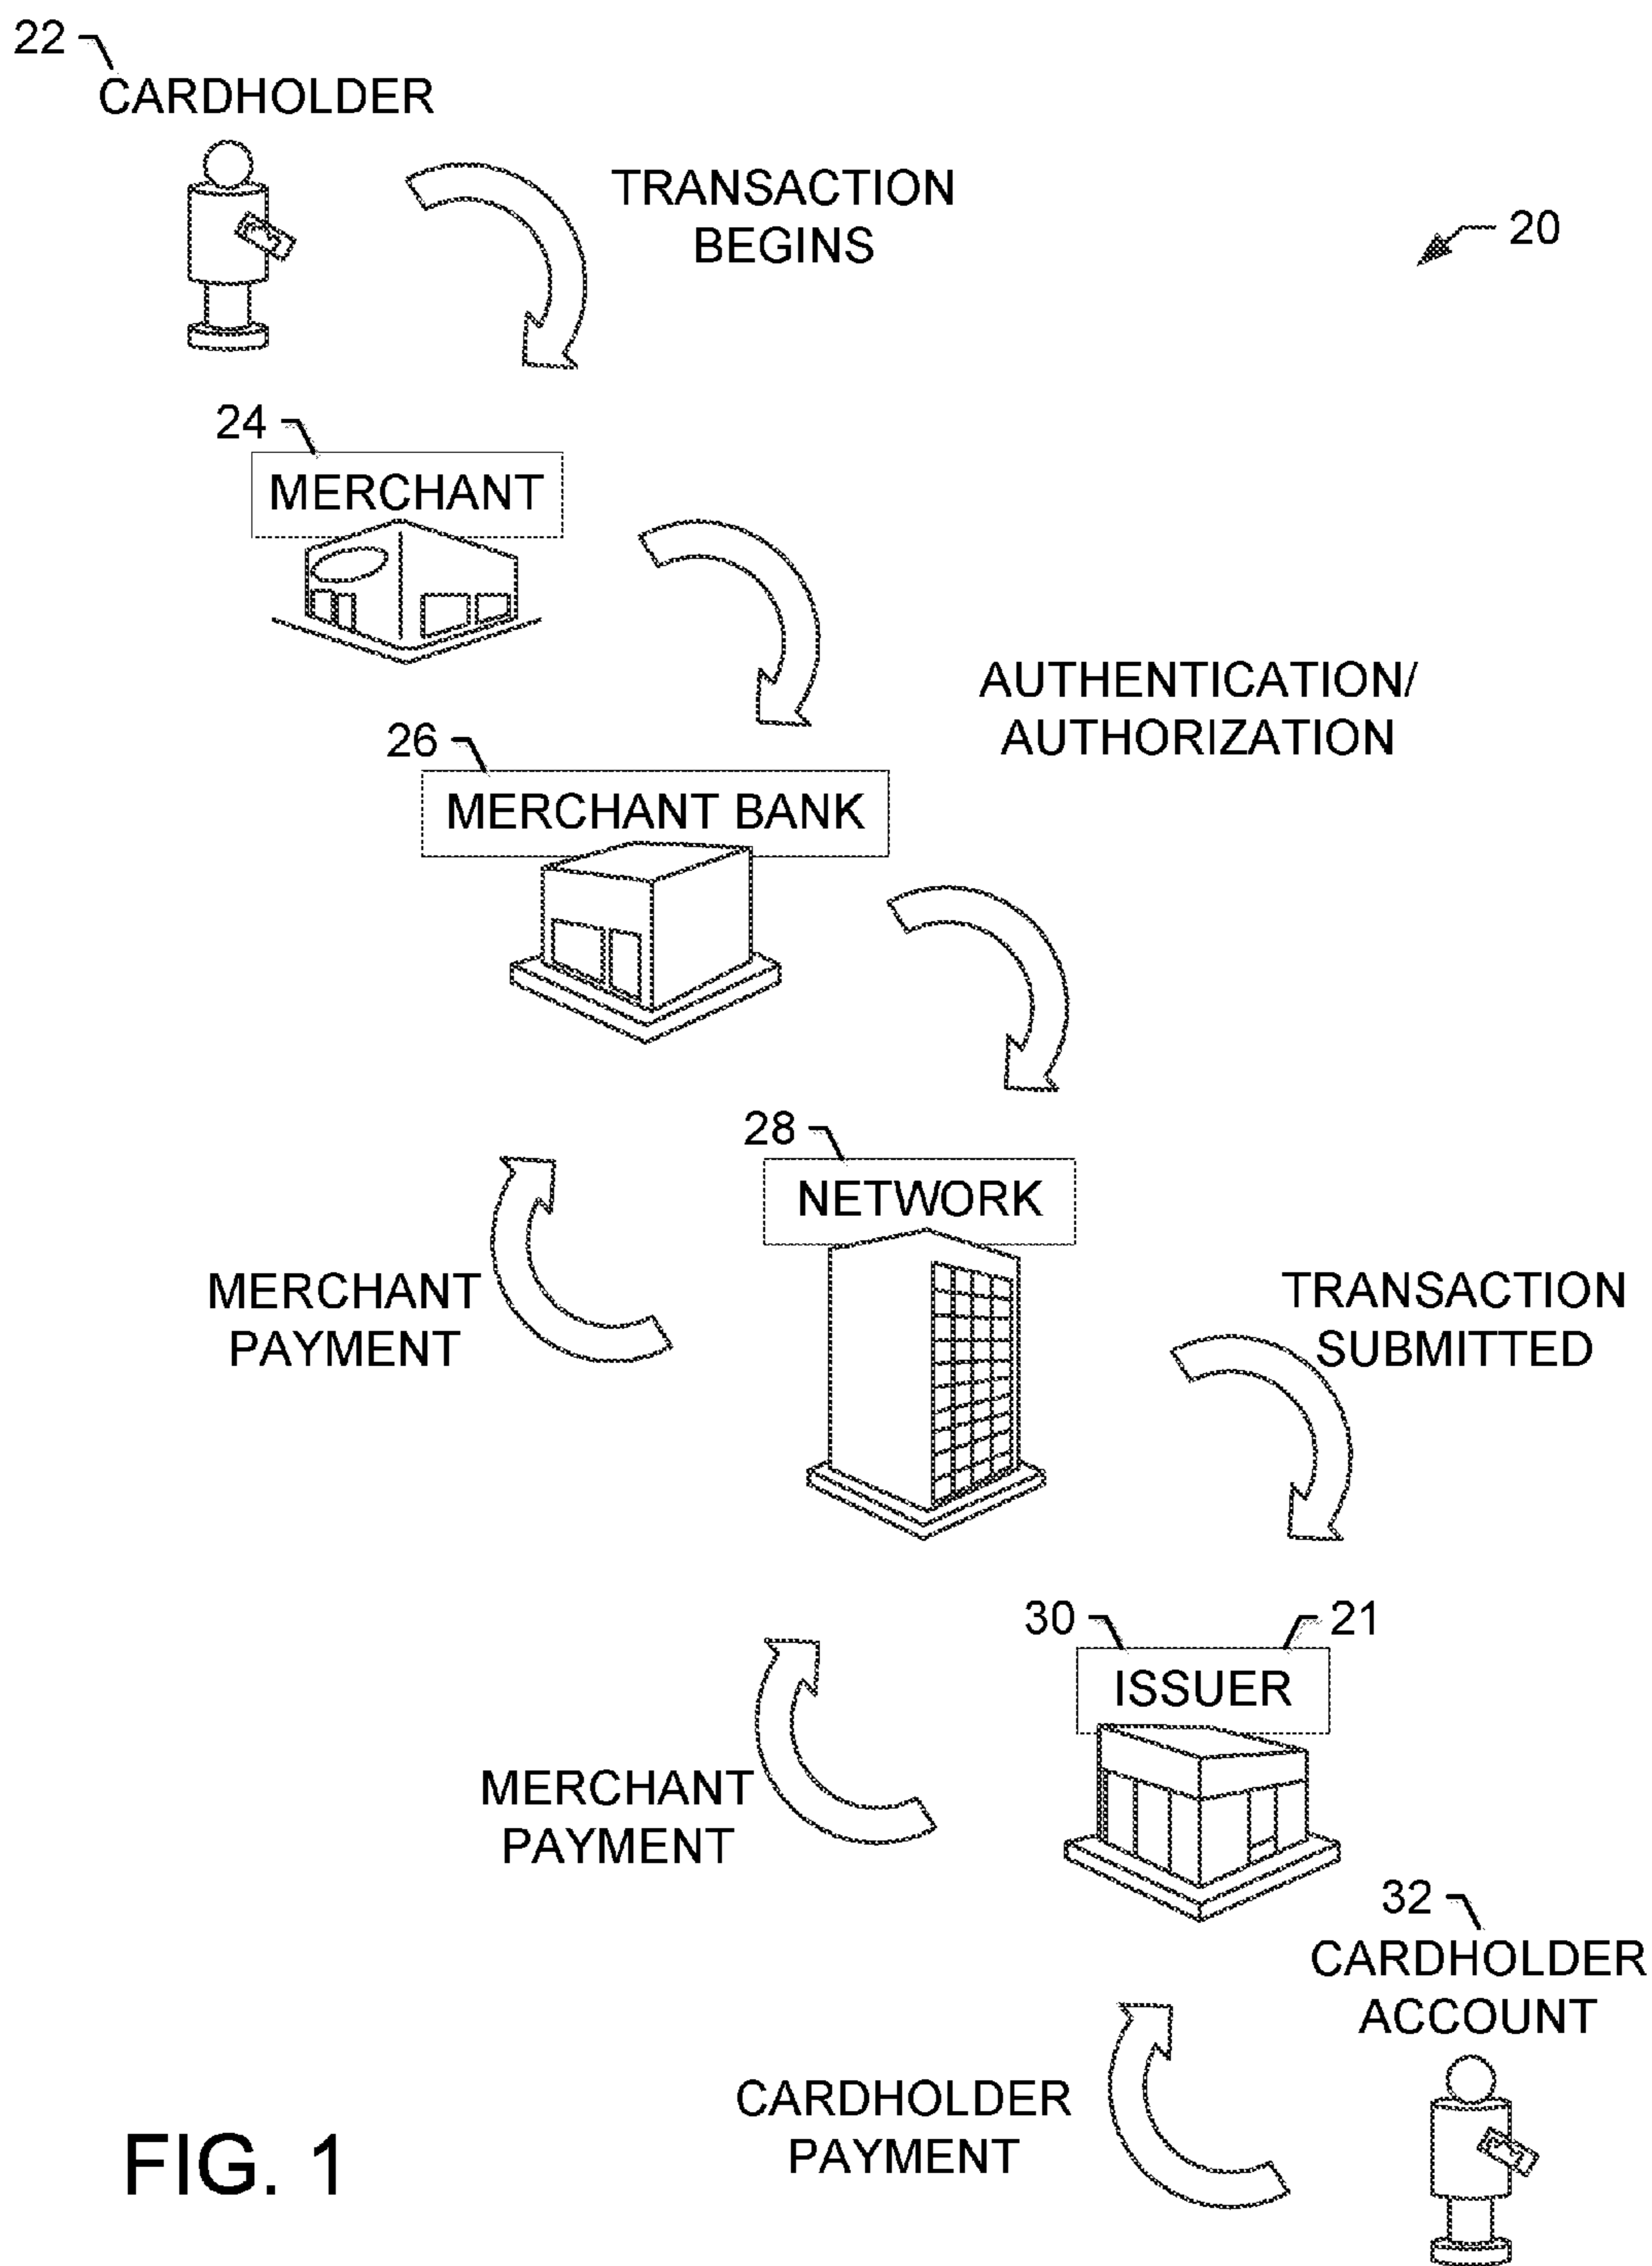 22
CARDHOLDER
TRANSACTION
BEGINS
20
24
MERCHANT
AUTHENTICATION/
AUTHORIZATION
26
MERCHANT BANK
28
NETWORK
MERCHANT
PAYMENT
TRANSACTION
SUBMITTED
30
21
ISSUER
MERCHANT
PAYMENT
32
CARDHOLDER
ACCOUNT
CARDHOLDER
PAYMENT
FIG. 1